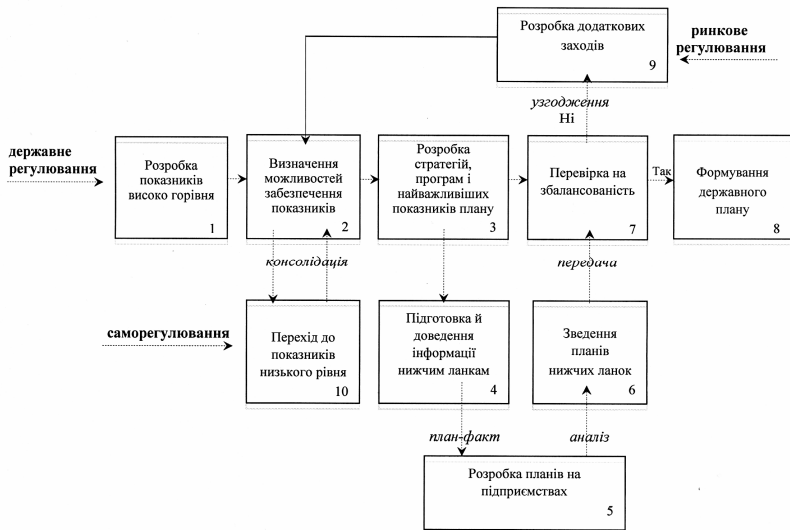 Розробка додаткових
заходів
9
ринкове
регулювання
узгодження
Ні
державне
регулювання
Розробка
показників
високо горівня
1
Визначення
можливостей
забезпечення
показників
2
Розробка
стратегій,
програм і
найважливіших
показників плану
3
Перевірка на
збалансованість
7
Так
Формування
державного
плану
8
консолідація
передача
саморегулювання
Перехід до
показників
низького рівня
10
Підготовка й
доведення
інформації
нижчим ланкам
4
Зведення
планів
нижчих ланок
6
план-факт
аналіз
Розробка планів на
підприємствах
5